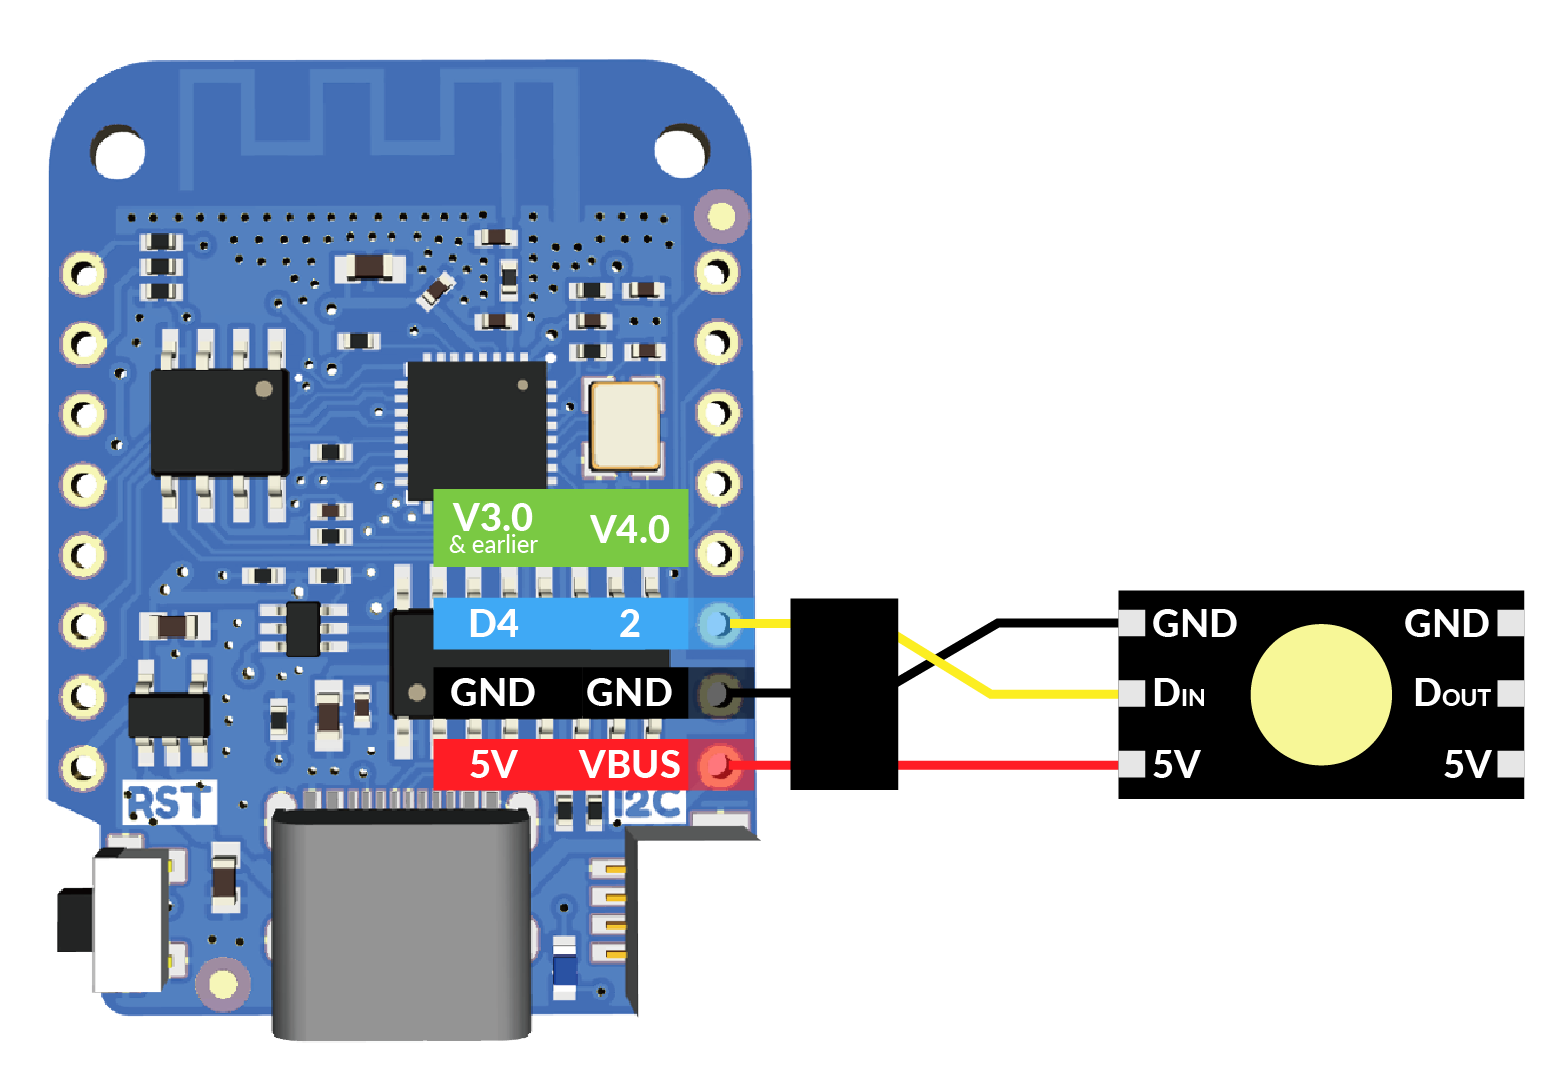 V3.0 V4.0
& earlier
D4 2
GND GND
5V VBUS
RST
I2C
GND GND
DIN DOUT
5V 5V